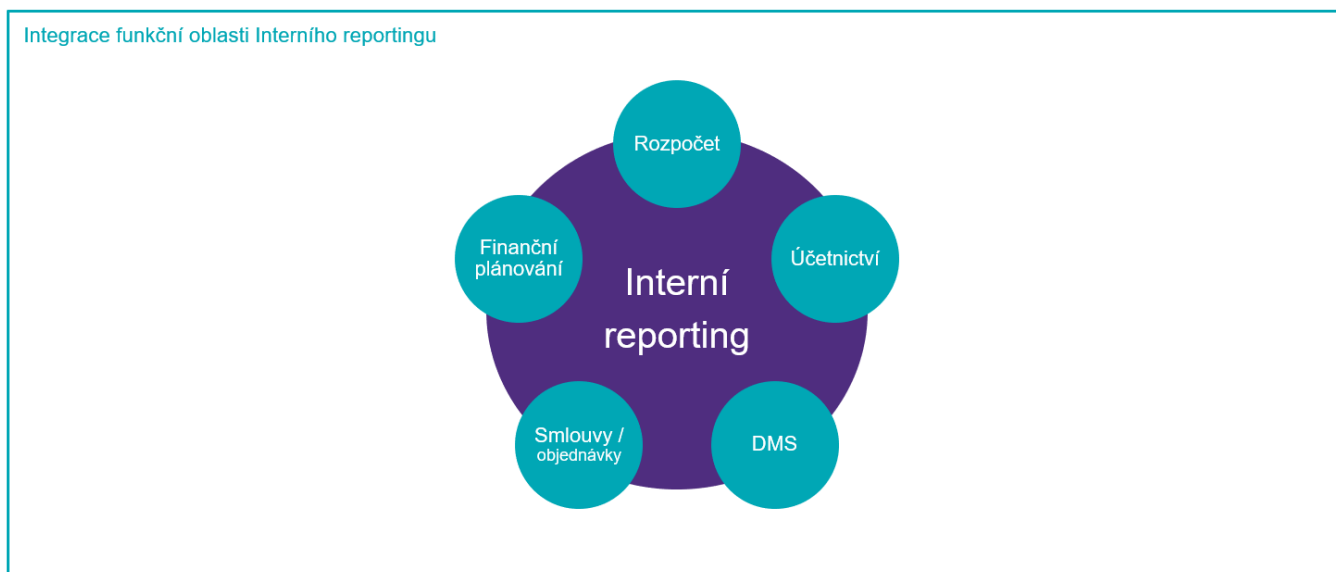 Integrace funkční oblasti Interního reportingu
Rozpočet
Finanční
plánování
Účetnictví
Interní
reporting
Smlouvy /
objednávky
DMS